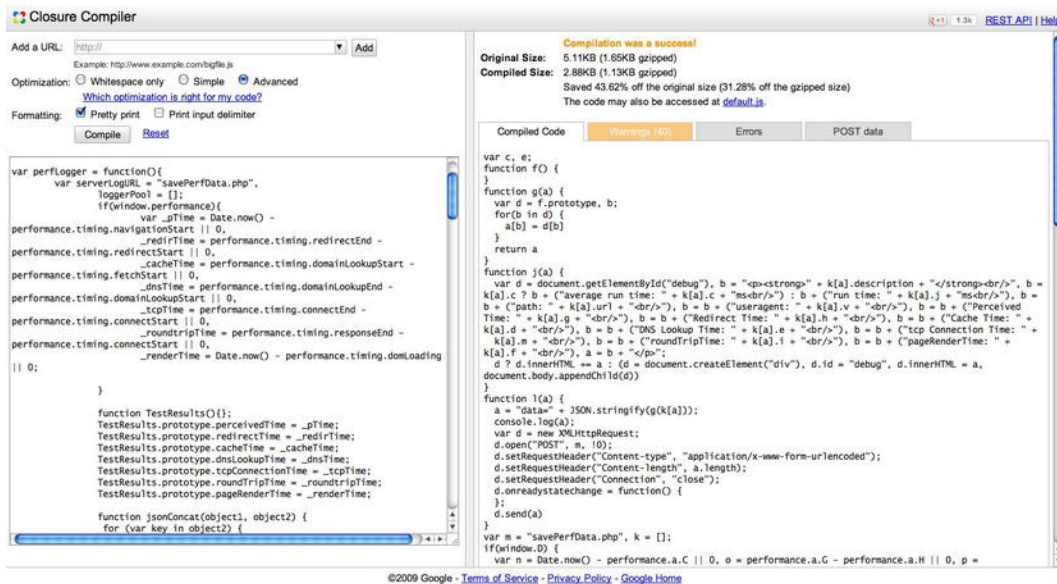 Closure Compiler
+1 1.3k REST API | Help
Add a URL: http:// Add
Example: http://www.example.com/bigfile.js
Optimization: Whitespace only Simple Advanced
Which optimization is right for my code?
Formatting: Pretty print Print input delimiter
Compile Reset
var perfLogger = function(){
var serverLogURL = "savePerfData.php",
loggerPool = [];
if(window.performance){
var _pTime = Date.now() -
performance.timing.navigationStart || 0,
_redirTime = performance.timing.redirectEnd -
performance.timing.redirectStart || 0,
_cacheTime = performance.timing.domainLookupStart -
performance.timing.fetchStart || 0,
_dnsTime = performance.timing.domainLookupEnd -
performance.timing.domainLookupStart || 0,
_tcpTime = performance.timing.connectEnd -
performance.timing.connectStart || 0,
_roundtripTime = performance.timing.responseEnd -
performance.timing.connectStart || 0,
_renderTime = Date.now() - performance.timing.domLoading
|| 0;
}
function TestResults(){};
TestResults.prototype.perceivedTime = _pTime;
TestResults.prototype.redirectTime = _redirTime;
TestResults.prototype.cacheTime = _cacheTime;
TestResults.prototype.dnsLookupTime = _dnsTime;
TestResults.prototype.tcpConnectionTime = _tcpTime;
TestResults.prototype.roundTripTime = _roundtripTime;
TestResults.prototype.pageRenderTime = _renderTime;
function jsonConcat(object1, object2) {
for (var key in object2) {
Compilation was a success!
Original Size: 5.11KB (1.65KB gzipped)
Compiled Size: 2.88KB (1.13KB gzipped)
Saved 43.62% off the original size (31.28% off the gzipped size)
The code may also be accessed at default.js.
Compiled Code Warnings (40) Errors POST data
var c, e;
function f() {
}
function g(a) {
var d = f.prototype, b;
for(b in d) {
a[b] = d[b]
}
return a
}
function j(a) {
var d = document.getElementById("debug"), b = "<p><strong>" + k[a].description + "</strong><br/>", b =
k[a].c ? b + ("average run time: " + k[a].c + "ms<br/>") : b + ("run time: " + k[a].j + "ms<br/>"), b =
b + ("path: " + k[a].url + "<br/>"), b = b + ("useragent: " + k[a].v + "<br/>"), b = b + ("Perceived
Time: " + k[a].g + "<br/>"), b = b + ("Redirect Time: " + k[a].h + "<br/>"), b = b + ("Cache Time: " +
k[a].d + "<br/>"), b = b + ("DNS Lookup Time: " + k[a].e + "<br/>"), b = b + ("tcp Connection Time: " +
k[a].m + "<br/>"), b = b + ("roundTripTime: " + k[a].i + "<br/>"), b = b + ("pageRenderTime: " +
k[a].f + "<br/>"), a = b + "</p>";
d ? d.innerHTML += a : (d = document.createElement("div"), d.id = "debug", d.innerHTML = a,
document.body.appendChild(d))
}
function l(a) {
a = "data=" + JSON.stringify(g(k[a]));
console.log(a);
var d = new XMLHttpRequest;
d.open("POST", m, !0);
d.setRequestHeader("Content-type", "application/x-www-form-urlencoded");
d.setRequestHeader("Content-length", a.length);
d.setRequestHeader("Connection", "close");
d.onreadystatechange = function() {
};
d.send(a)
}
var m = "savePerfData.php", k = [];
if(window.D) {
var n = Date.now() - performance.a.C || 0, o = performance.a.G - performance.a.H || 0, p =
©2009 Google - Terms of Service - Privacy Policy - Google Home